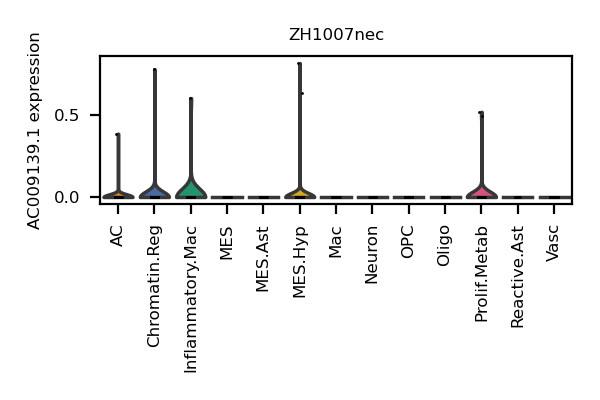 ZH1007nec
AC009139.1 expression
0.5
0.0
AC
Chromatin.Reg
Inflammatory.Mac
MES
MES.Ast
MES.Hyp
Mac
Neuron
OPC
Oligo
Prolif.Metab
Reactive.Ast
Vasc